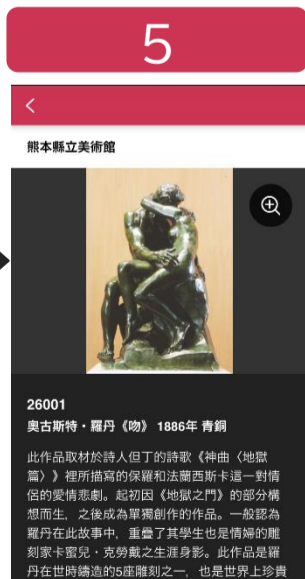 5
熊本縣立美術館
26001
奧古斯特・羅丹《吻》 1886年 青銅
此作品取材於詩人但丁的詩歌《神曲〈地獄
篇〉》裡所描寫的保羅和法蘭西斯卡這一對情
侶的愛情悲劇。起初因《地獄之門》的部分構
想而生，之後成為單獨創作的作品。一般認為
羅丹在此故事中，重疊了其學生也是情婦的雕
刻家卡蜜兒・克勞戴之生涯身影。此作品是羅
丹在世時鑄造的5座雕刻之一，也是世界上珍貴